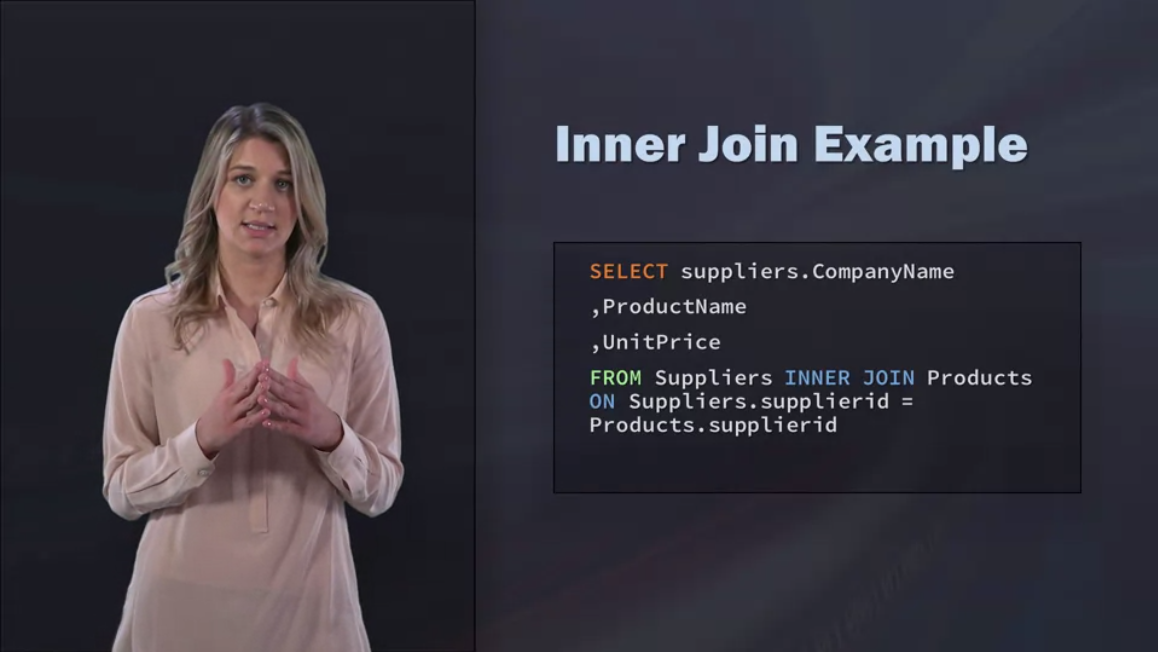 Inner Join Example
SELECT suppliers.CompanyName
,ProductName
,UnitPrice
FROM Suppliers INNER JOIN Products
ON Suppliers.supplierid =
Products.supplierid